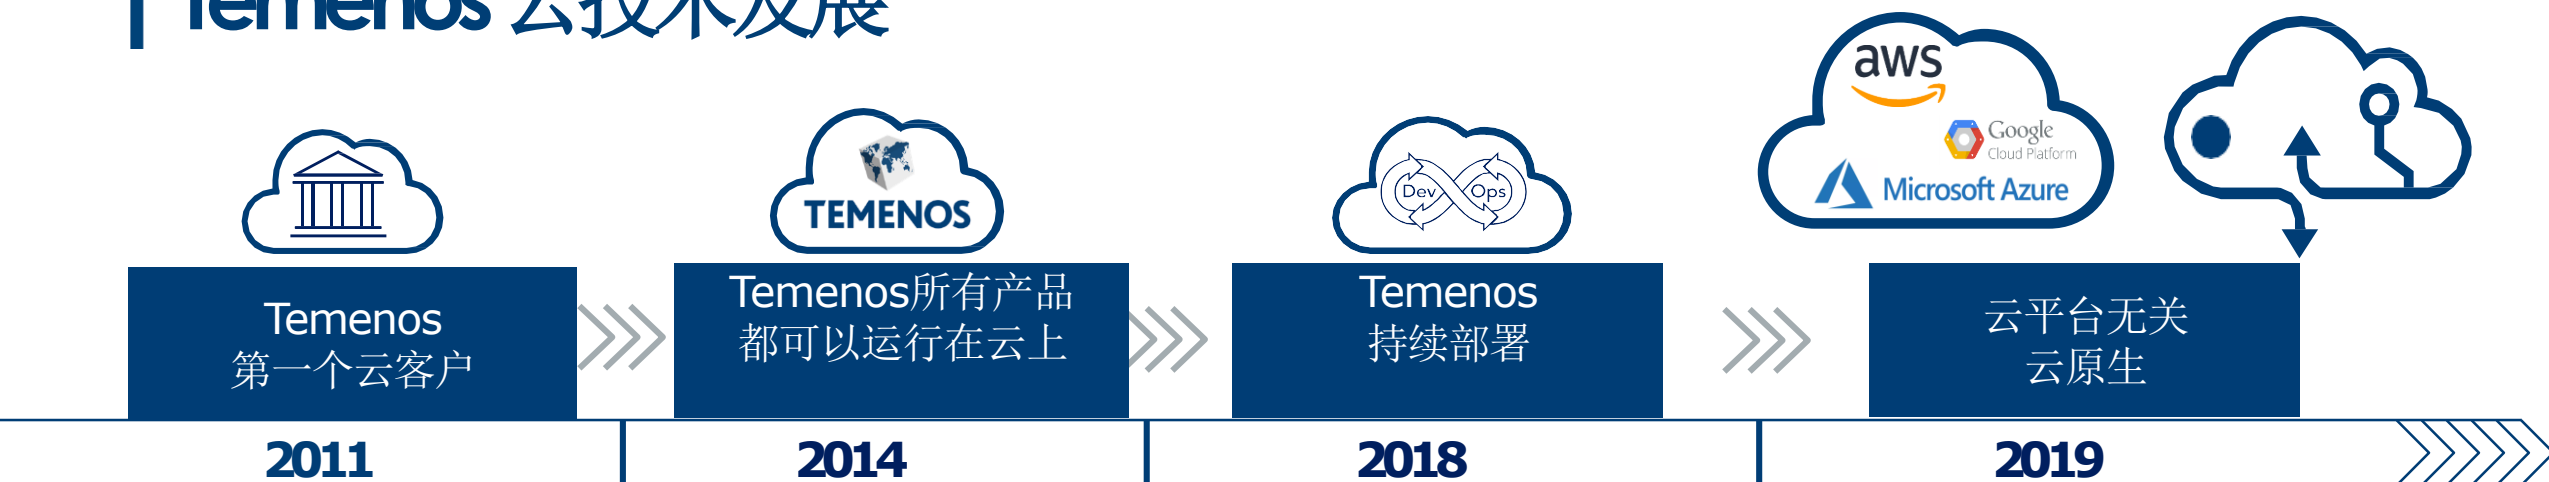 Temenos 云技术发展
aws
Google
Cloud Platform
Microsoft Azure
TEMENOS
Dev Ops
Temenos
第一个云客户
Temenos所有产品
都可以运行在云上
Temenos
持续部署
云平台无关
云原生
2011
2014
2018
2019